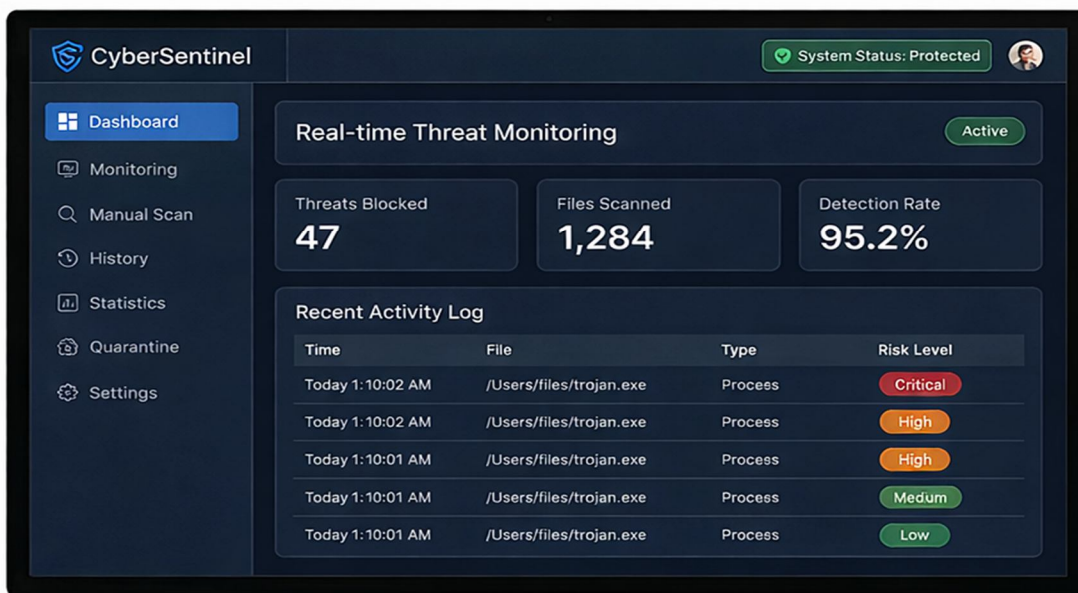 CyberSentinel
System Status: Protected
Dashboard
Monitoring
Manual Scan
History
Statistics
Quarantine
Settings
Real-time Threat Monitoring
Active
Threats Blocked
47
Files Scanned
1,284
Detection Rate
95.2%
Recent Activity Log
Time File Type Risk Level
Today 1:10:02 AM /Users/files/trojan.exe Process Critical
Today 1:10:02 AM /Users/files/trojan.exe Process High
Today 1:10:01 AM /Users/files/trojan.exe Process High
Today 1:10:01 AM /Users/files/trojan.exe Process Medum
Today 1:10:01 AM /Users/files/trojan.exe Process Low